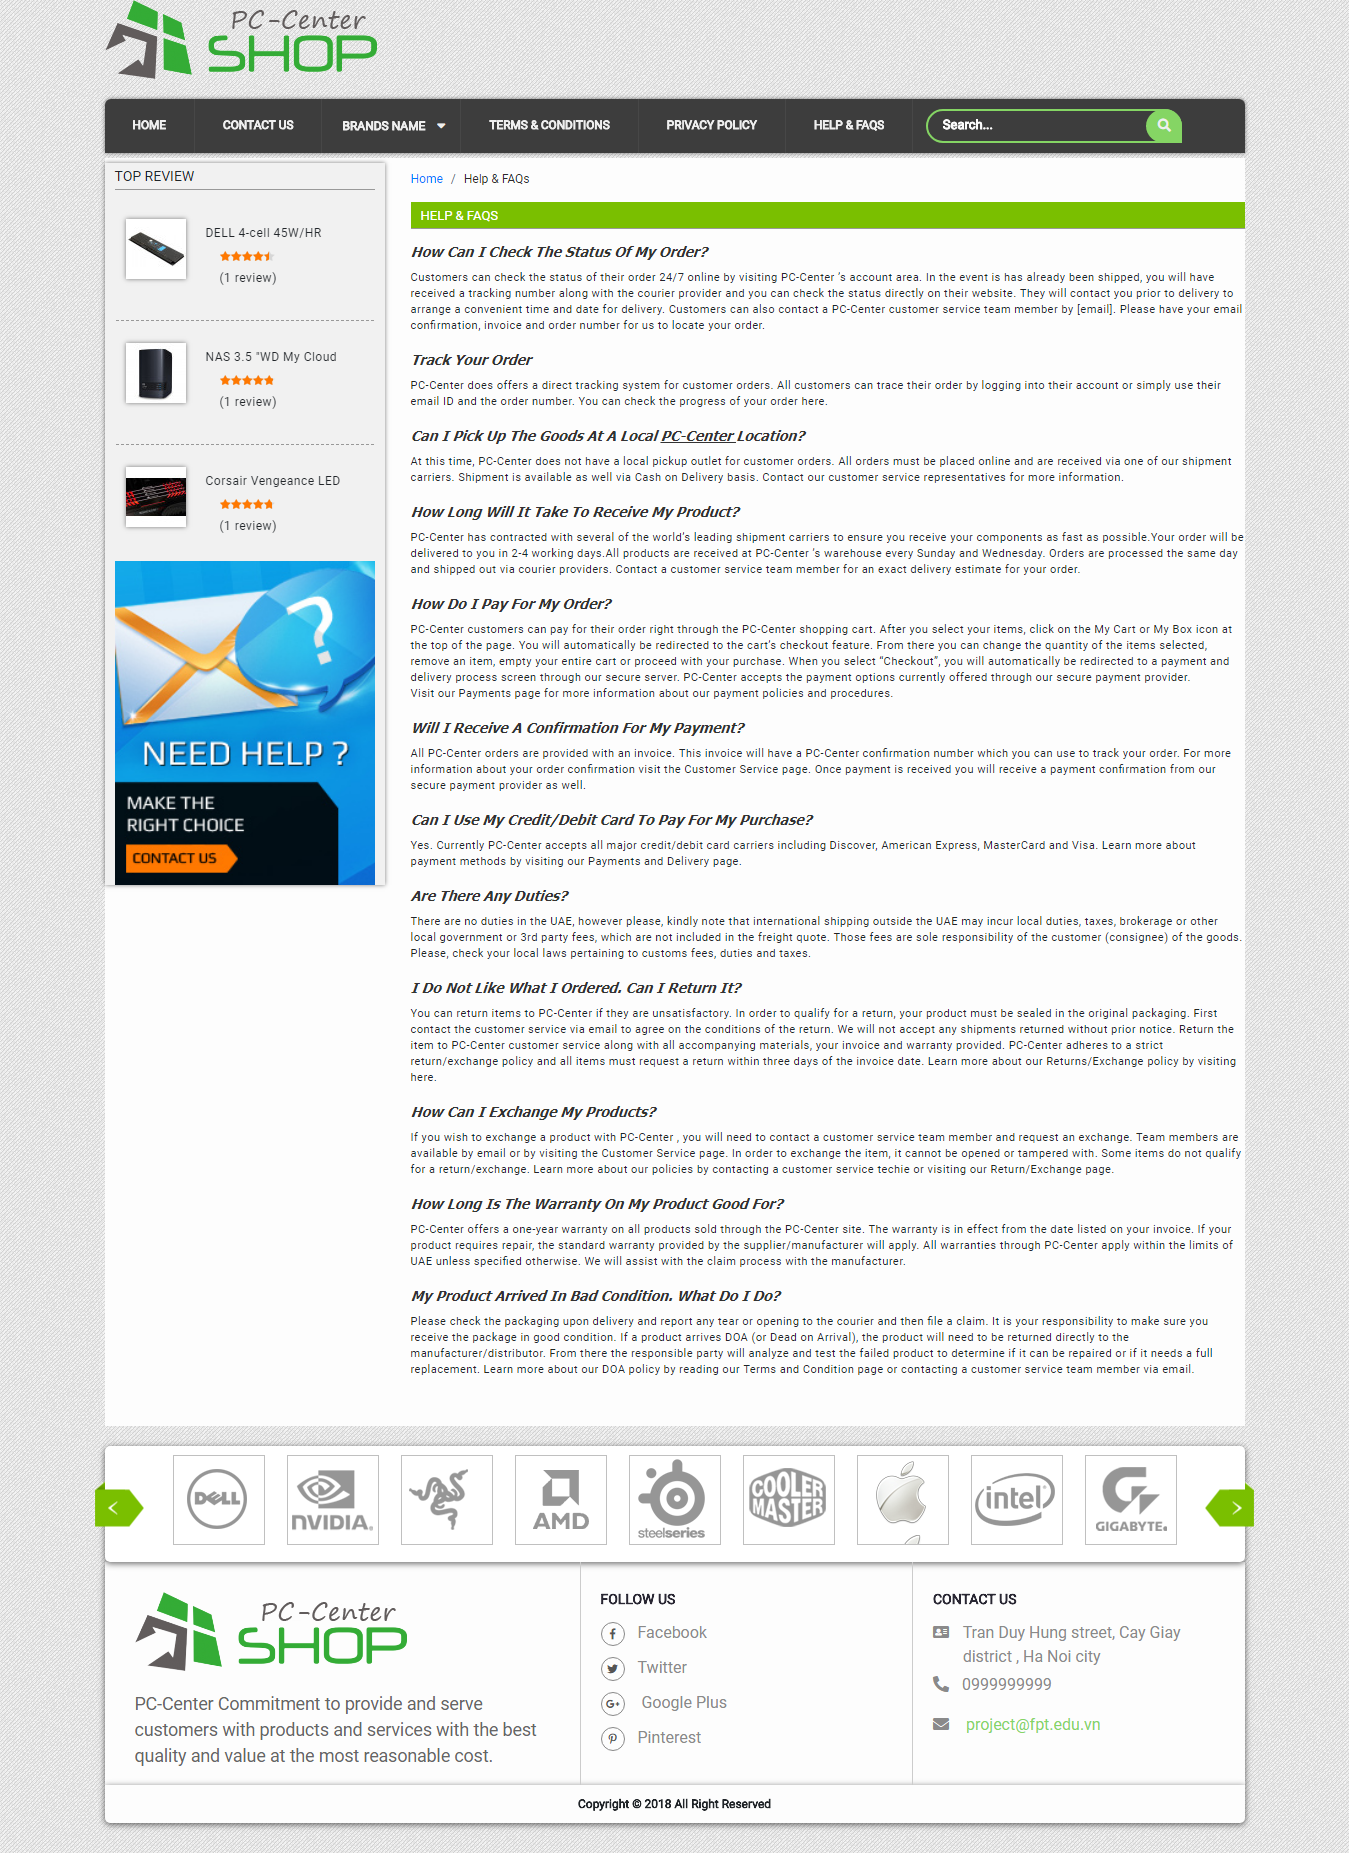 PC-Center
SHOP
HOME
CONTACT US
BRANDS NAME
TERMS & CONDITIONS
PRIVACY POLICY
HELP & FAQS
Search...
TOP REVIEW
DELL 4-cell 45W/HR
(1 review)
NAS 3.5 "WD My Cloud
(1 review)
Corsair Vengeance LED
(1 review)
NEED HELP ?
MAKE THE
RIGHT CHOICE
CONTACT US
Home / Help & FAQs
HELP & FAQS
How Can I Check The Status Of My Order?
Customers can check the status of their order 24/7 online by visiting PC-Center ’s account area. In the event is has already been shipped, you will have
received a tracking number along with the courier provider and you can check the status directly on their website. They will contact you prior to delivery to
arrange a convenient time and date for delivery. Customers can also contact a PC-Center customer service team member by [email]. Please have your email
confirmation, invoice and order number for us to locate your order.
Track Your Order
PC-Center does offers a direct tracking system for customer orders. All customers can trace their order by logging into their account or simply use their
email ID and the order number. You can check the progress of your order here.
Can I Pick Up The Goods At A Local PC-Center Location?
At this time, PC-Center does not have a local pickup outlet for customer orders. All orders must be placed online and are received via one of our shipment
carriers. Shipment is available as well via Cash on Delivery basis. Contact our customer service representatives for more information.
How Long Will It Take To Receive My Product?
PC-Center has contracted with several of the world’s leading shipment carriers to ensure you receive your components as fast as possible.Your order will be
delivered to you in 2-4 working days.All products are received at PC-Center ’s warehouse every Sunday and Wednesday. Orders are processed the same day
and shipped out via courier providers. Contact a customer service team member for an exact delivery estimate for your order.
How Do I Pay For My Order?
PC-Center customers can pay for their order right through the PC-Center shopping cart. After you select your items, click on the My Cart or My Box icon at
the top of the page. You will automatically be redirected to the cart’s checkout feature. From there you can change the quantity of the items selected,
remove an item, empty your entire cart or proceed with your purchase. When you select “Checkout”, you will automatically be redirected to a payment and
delivery process screen through our secure server. PC-Center accepts the payment options currently offered through our secure payment provider.
Visit our Payments page for more information about our payment policies and procedures.
Will I Receive A Confirmation For My Payment?
All PC-Center orders are provided with an invoice. This invoice will have a PC-Center confirmation number which you can use to track your order. For more
information about your order confirmation visit the Customer Service page. Once payment is received you will receive a payment confirmation from our
secure payment provider as well.
Can I Use My Credit/Debit Card To Pay For My Purchase?
Yes. Currently PC-Center accepts all major credit/debit card carriers including Discover, American Express, MasterCard and Visa. Learn more about
payment methods by visiting our Payments and Delivery page.
Are There Any Duties?
There are no duties in the UAE, however please, kindly note that international shipping outside the UAE may incur local duties, taxes, brokerage or other
local government or 3rd party fees, which are not included in the freight quote. Those fees are sole responsibility of the customer (consignee) of the goods.
Please, check your local laws pertaining to customs fees, duties and taxes.
I Do Not Like What I Ordered. Can I Return It?
You can return items to PC-Center if they are unsatisfactory. In order to qualify for a return, your product must be sealed in the original packaging. First
contact the customer service via email to agree on the conditions of the return. We will not accept any shipments returned without prior notice. Return the
item to PC-Center customer service along with all accompanying materials, your invoice and warranty provided. PC-Center adheres to a strict
return/exchange policy and all items must request a return within three days of the invoice date. Learn more about our Returns/Exchange policy by visiting
here.
How Can I Exchange My Products?
If you wish to exchange a product with PC-Center , you will need to contact a customer service team member and request an exchange. Team members are
available by email or by visiting the Customer Service page. In order to exchange the item, it cannot be opened or tampered with. Some items do not qualify
for a return/exchange. Learn more about our policies by contacting a customer service techie or visiting our Return/Exchange page.
How Long Is The Warranty On My Product Good For?
PC-Center offers a one-year warranty on all products sold through the PC-Center site. The warranty is in effect from the date listed on your invoice. If your
product requires repair, the standard warranty provided by the supplier/manufacturer will apply. All warranties through PC-Center apply within the limits of
UAE unless specified otherwise. We will assist with the claim process with the manufacturer.
My Product Arrived In Bad Condition. What Do I Do?
Please check the packaging upon delivery and report any tear or opening to the courier and then file a claim. It is your responsibility to make sure you
receive the package in good condition. If a product arrives DOA (or Dead on Arrival), the product will need to be returned directly to the
manufacturer/distributor. From there the responsible party will analyze and test the failed product to determine if it can be repaired or if it needs a full
replacement. Learn more about our DOA policy by reading our Terms and Condition page or contacting a customer service team member via email.
DELL
NVIDIA.
AMD
steelseries
COOLER
MASTER
intel
GIGABYTE.
PC-Center
SHOP
PC-Center Commitment to provide and serve
customers with products and services with the best
quality and value at the most reasonable cost.
FOLLOW US
Facebook
Twitter
Google Plus
Pinterest
CONTACT US
Tran Duy Hung street, Cay Giay
district , Ha Noi city
0999999999
project@fpt.edu.vn
Copyright © 2018 All Right Reserved